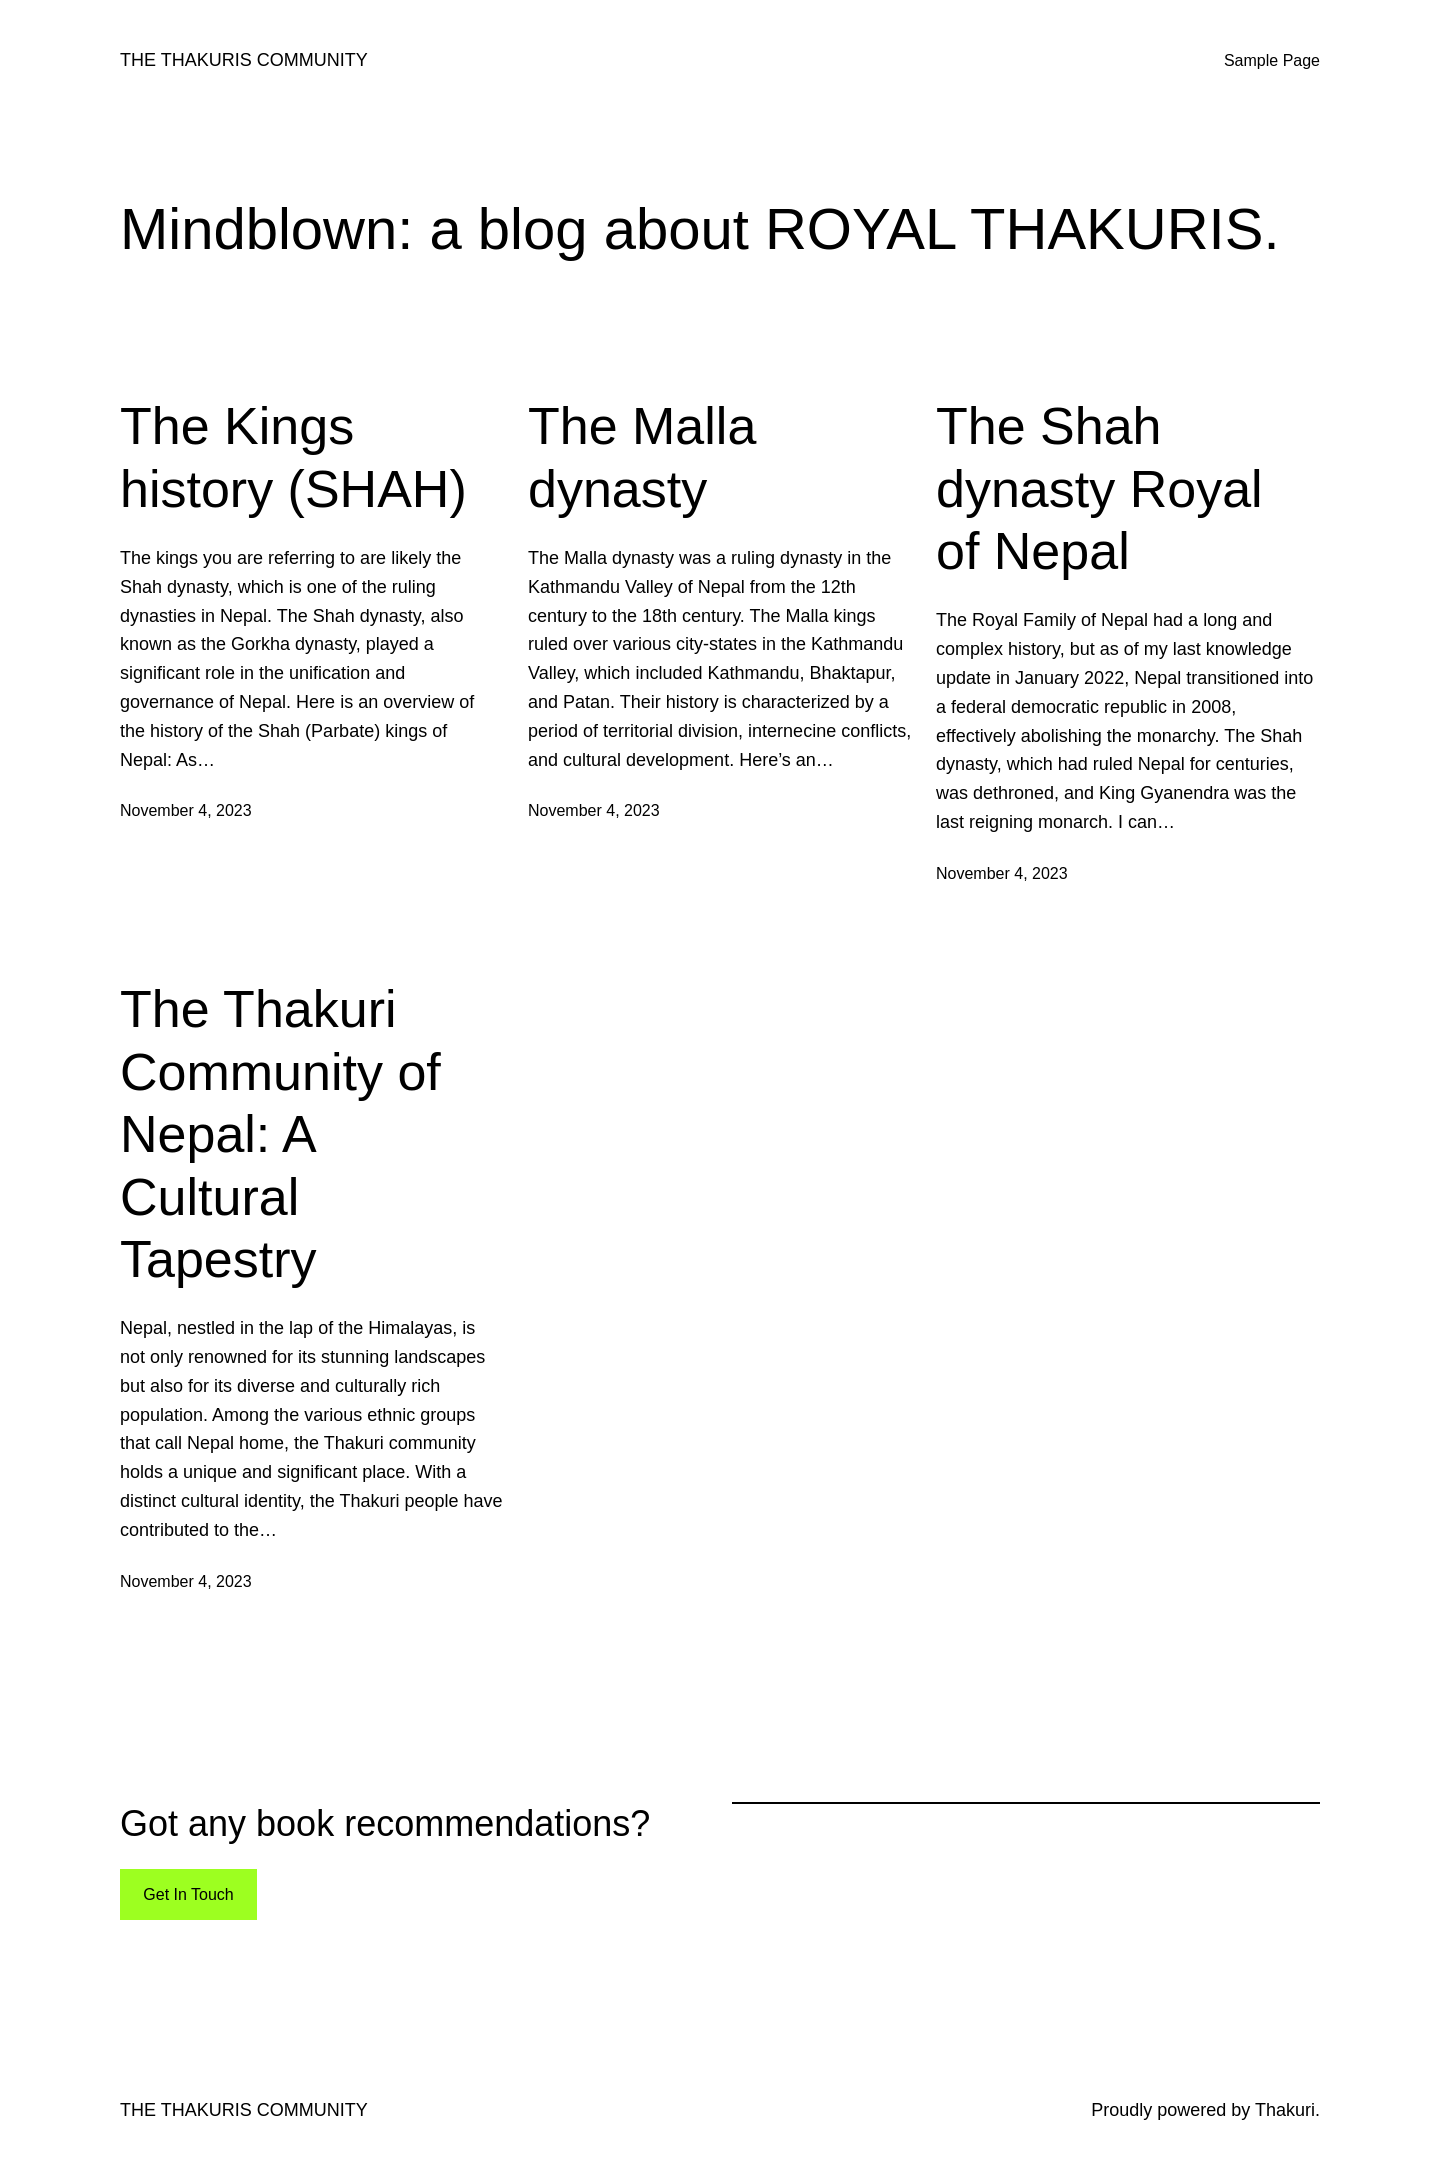 THE THAKURIS COMMUNITY
Sample Page
Mindblown: a blog about ROYAL THAKURIS.
The Kings
history (SHAH)
The kings you are referring to are likely the
Shah dynasty, which is one of the ruling
dynasties in Nepal. The Shah dynasty, also
known as the Gorkha dynasty, played a
significant role in the unification and
governance of Nepal. Here is an overview of
the history of the Shah (Parbate) kings of
Nepal: As…
November 4, 2023
The Malla
dynasty
The Malla dynasty was a ruling dynasty in the
Kathmandu Valley of Nepal from the 12th
century to the 18th century. The Malla kings
ruled over various city-states in the Kathmandu
Valley, which included Kathmandu, Bhaktapur,
and Patan. Their history is characterized by a
period of territorial division, internecine conflicts,
and cultural development. Here’s an…
November 4, 2023
The Shah
dynasty Royal
of Nepal
The Royal Family of Nepal had a long and
complex history, but as of my last knowledge
update in January 2022, Nepal transitioned into
a federal democratic republic in 2008,
effectively abolishing the monarchy. The Shah
dynasty, which had ruled Nepal for centuries,
was dethroned, and King Gyanendra was the
last reigning monarch. I can…
November 4, 2023
The Thakuri
Community of
Nepal: A
Cultural
Tapestry
Nepal, nestled in the lap of the Himalayas, is
not only renowned for its stunning landscapes
but also for its diverse and culturally rich
population. Among the various ethnic groups
that call Nepal home, the Thakuri community
holds a unique and significant place. With a
distinct cultural identity, the Thakuri people have
contributed to the…
November 4, 2023
Got any book recommendations?
Get In Touch
THE THAKURIS COMMUNITY
Proudly powered by Thakuri.